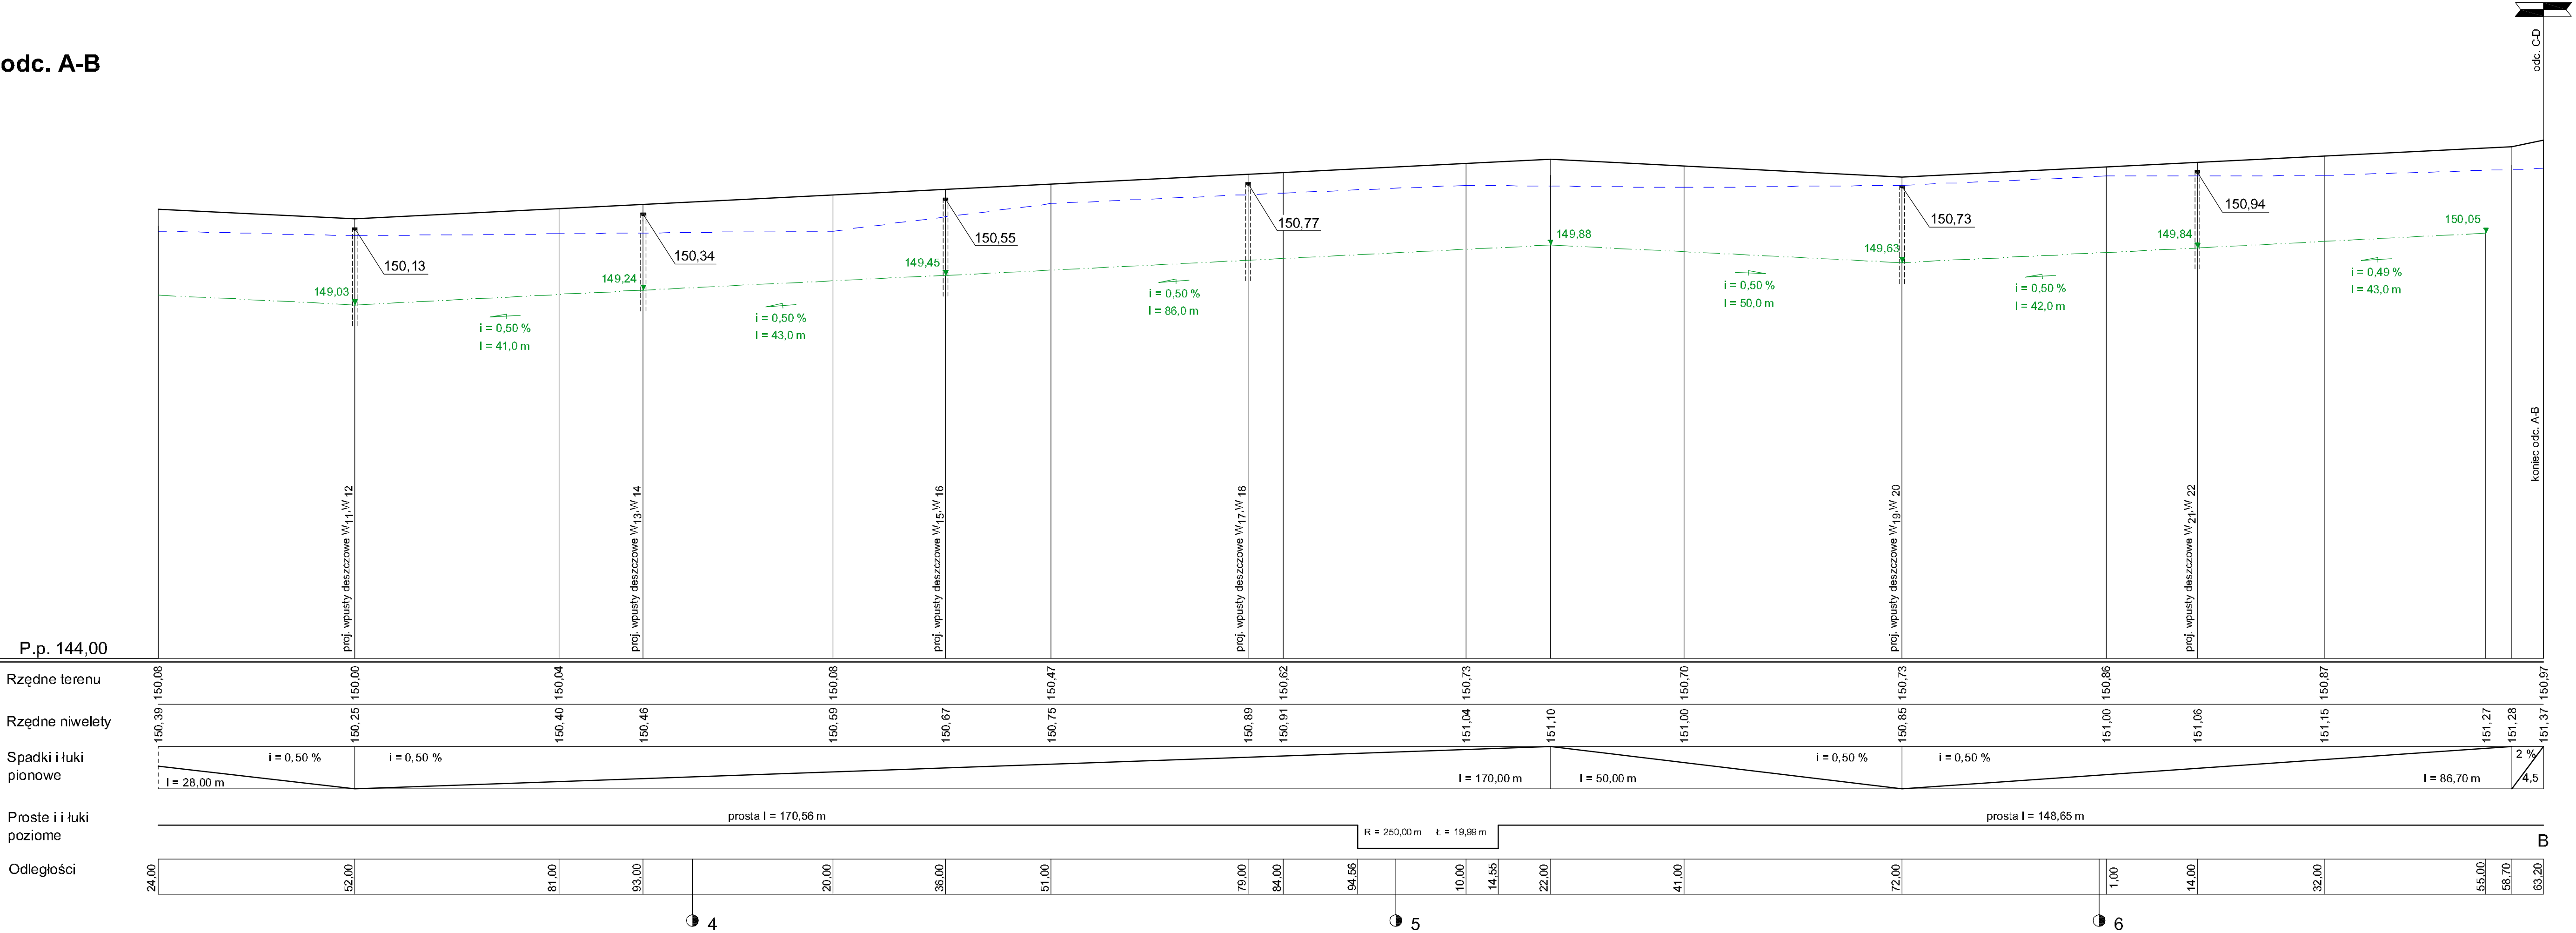 odc. C-D
odc. A-B
150,13
150,34
150,55
150,77
150,73
150,94
149,03
149,24
149,45
149,88
149,63
149,84
150,05
i = 0,50 %
l = 41,0 m
i = 0,50 %
l = 43,0 m
i = 0,50 %
l = 86,0 m
i = 0,50 %
l = 50,0 m
i = 0,50 %
l = 42,0 m
i = 0,49 %
l = 43,0 m
proj. wpusty deszczowe W11,W12
proj. wpusty deszczowe W13,W14
proj. wpusty deszczowe W15,W16
proj. wpusty deszczowe W17,W18
proj. wpusty deszczowe W19,W20
proj. wpusty deszczowe W21,W22
koniec odc. A-B
P.p. 144,00
Rzędne terenu
150,08 150,00 150,04 150,08 150,47 150,62 150,73 150,70 150,73 150,86 150,87 150,97
Rzędne niwelety
150,39 150,25 150,40 150,46 150,59 150,67 150,75 150,89 150,91 151,04 151,10 151,00 150,85 151,00 151,06 151,15 151,27 151,28 151,37
Spadki i łuki
pionowe
i = 0,50 % i = 0,50 % i = 0,50 % i = 0,50 % 2 %
l = 28,00 m l = 170,00 m l = 50,00 m l = 86,70 m 4,5
Proste i i łuki
poziome
prosta l = 170,56 m
R = 250,00 m Ł = 19,99 m
prosta l = 148,65 m
B
Odległości
24,00 52,00 81,00 93,00 20,00 36,00 51,00 79,00 84,00 94,56 10,00 14,55 22,00 41,00 72,00 1,00 14,00 32,00 55,00 58,70 63,20
4 5 6